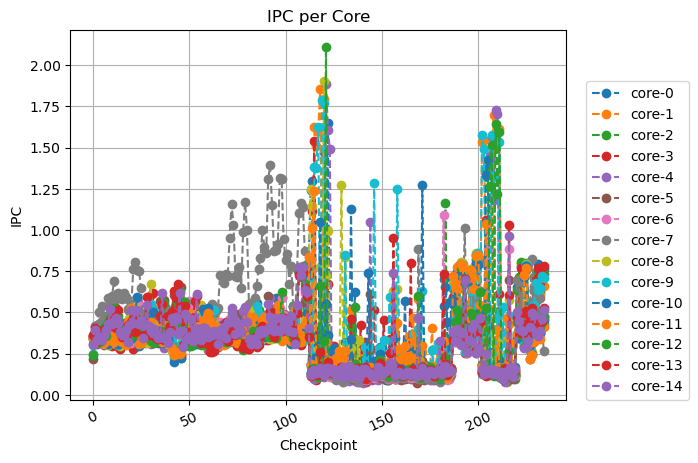 IPC per Core
IPC
2.00
1.75
1.50
1.25
1.00
0.75
0.50
0.25
0.00
0
50
100
150
200
Checkpoint
core-0
core-1
core-2
core-3
core-4
core-5
core-6
core-7
core-8
core-9
core-10
core-11
core-12
core-13
core-14